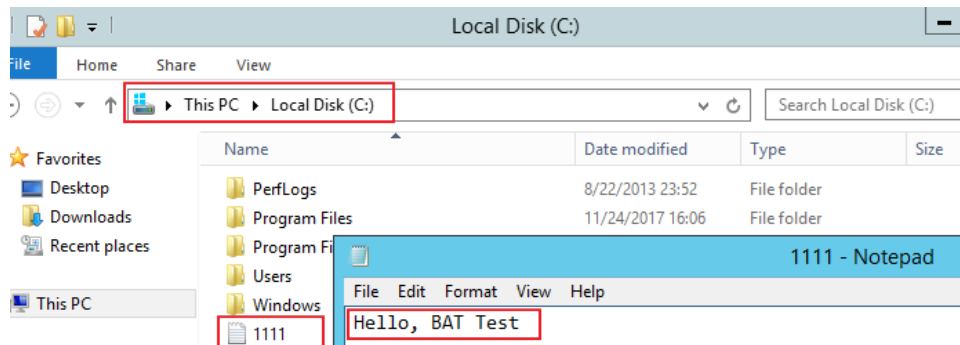 Local Disk (C:)
File Home Share View
This PC Local Disk (C:) Search Local Disk (C:)
Favorites
Desktop
Downloads
Recent places
This PC
Name Date modified Type Size
PerfLogs 8/22/2013 23:52 File folder
Program Files 11/24/2017 16:06 File folder
Program Fi
Users
Windows
1111
1111 - Notepad
File Edit Format View Help
Hello, BAT Test